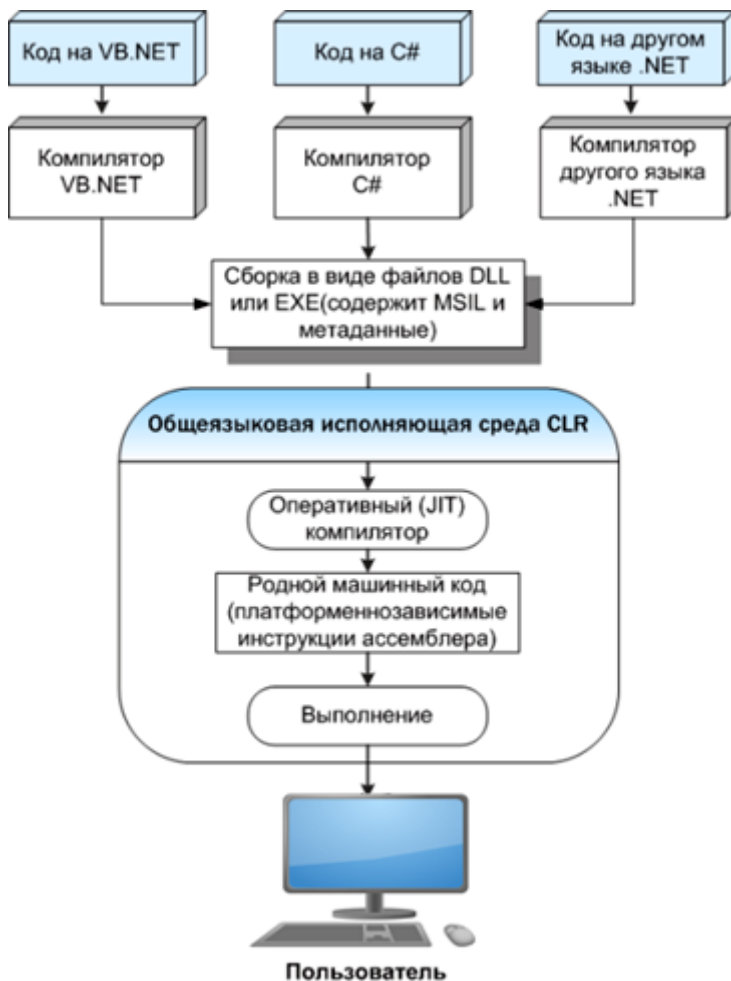 Код на VB.NET
Код на C#
Код на другом
языке .NET
Компилятор
VB.NET
Компилятор
C#
Компилятор
другого языка
.NET
Сборка в виде файлов DLL
или EXE(содержит MSIL и
метаданные)
Общеязыковая исполняющая среда CLR
Оперативный (JIT)
компилятор
Родной машинный код
(платформеннозависимые
инструкции ассемблера)
Выполнение
Пользователь